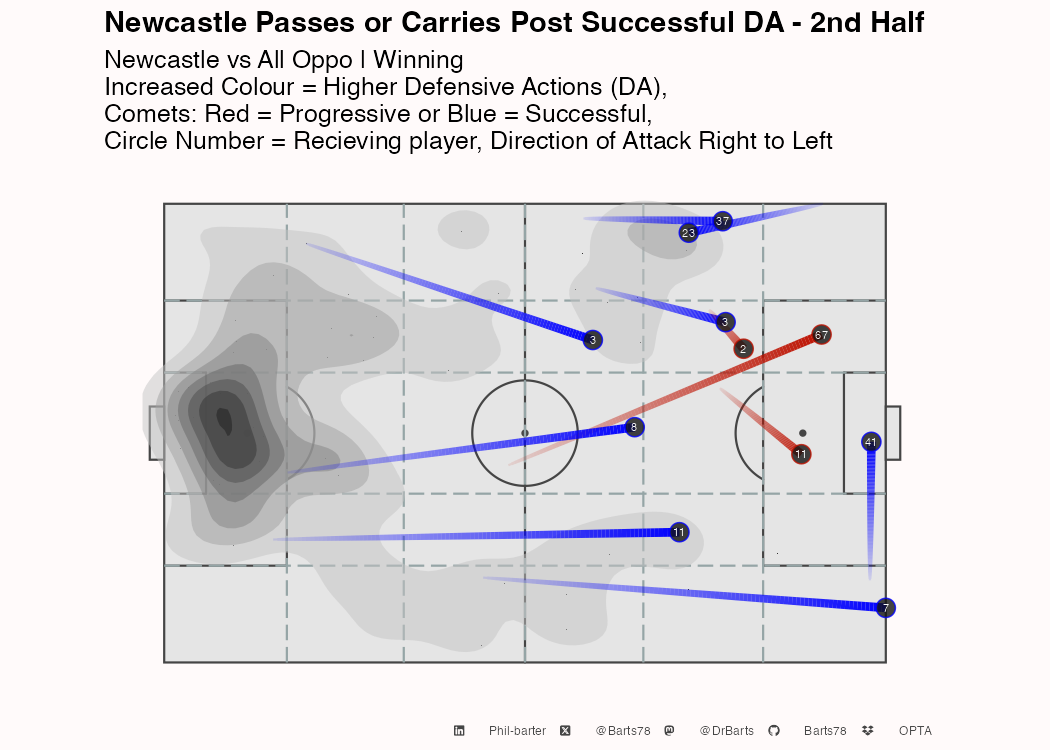 Newcastle Passes or Carries Post Successful DA - 2nd Half
Newcastle vs All Oppo | Winning
Increased Colour = Higher Defensive Actions (DA),
Comets: Red = Progressive or Blue = Successful,
Circle Number = Recieving player, Direction of Attack Right to Left
37
23
3
2
67
3
8
41
11
11
7
Phil-barter @Barts78 @DrBarts Barts78 OPTA